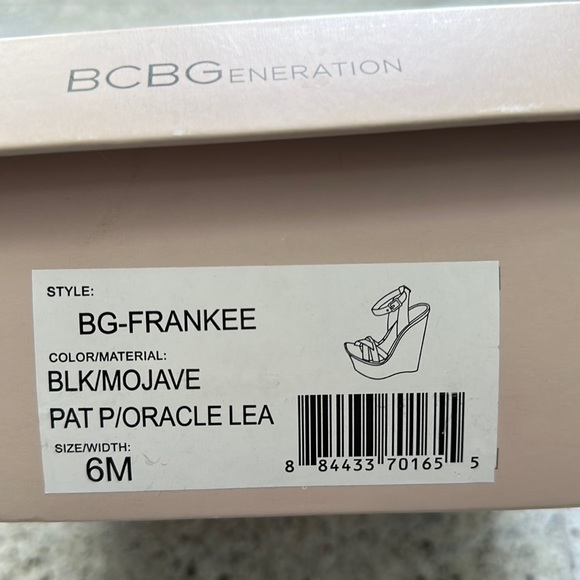 BCBGENERATION
STYLE:
BG-FRANKEE
COLOR/MATERIAL:
BLK/MOJAVE
PAT P/ORACLE LEA
SIZE/WIDTH:
6M
8 84433 70165 5